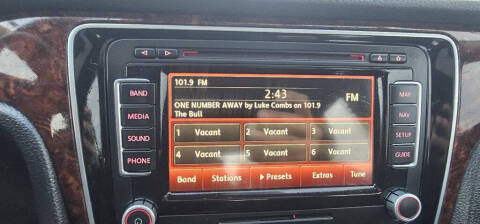 101.9 FM
2:43
FM
ONE NUMBER AWAY by Luke Combs on 101.9
The Bull
1 Vacant 2 Vacant 3 Vacant
4 Vacant 5 Vacant 6 Vacant
Band Stations Presets Extras Tune
BAND
MEDIA
SOUND
PHONE
MAP
NAV
SETUP
GUIDE